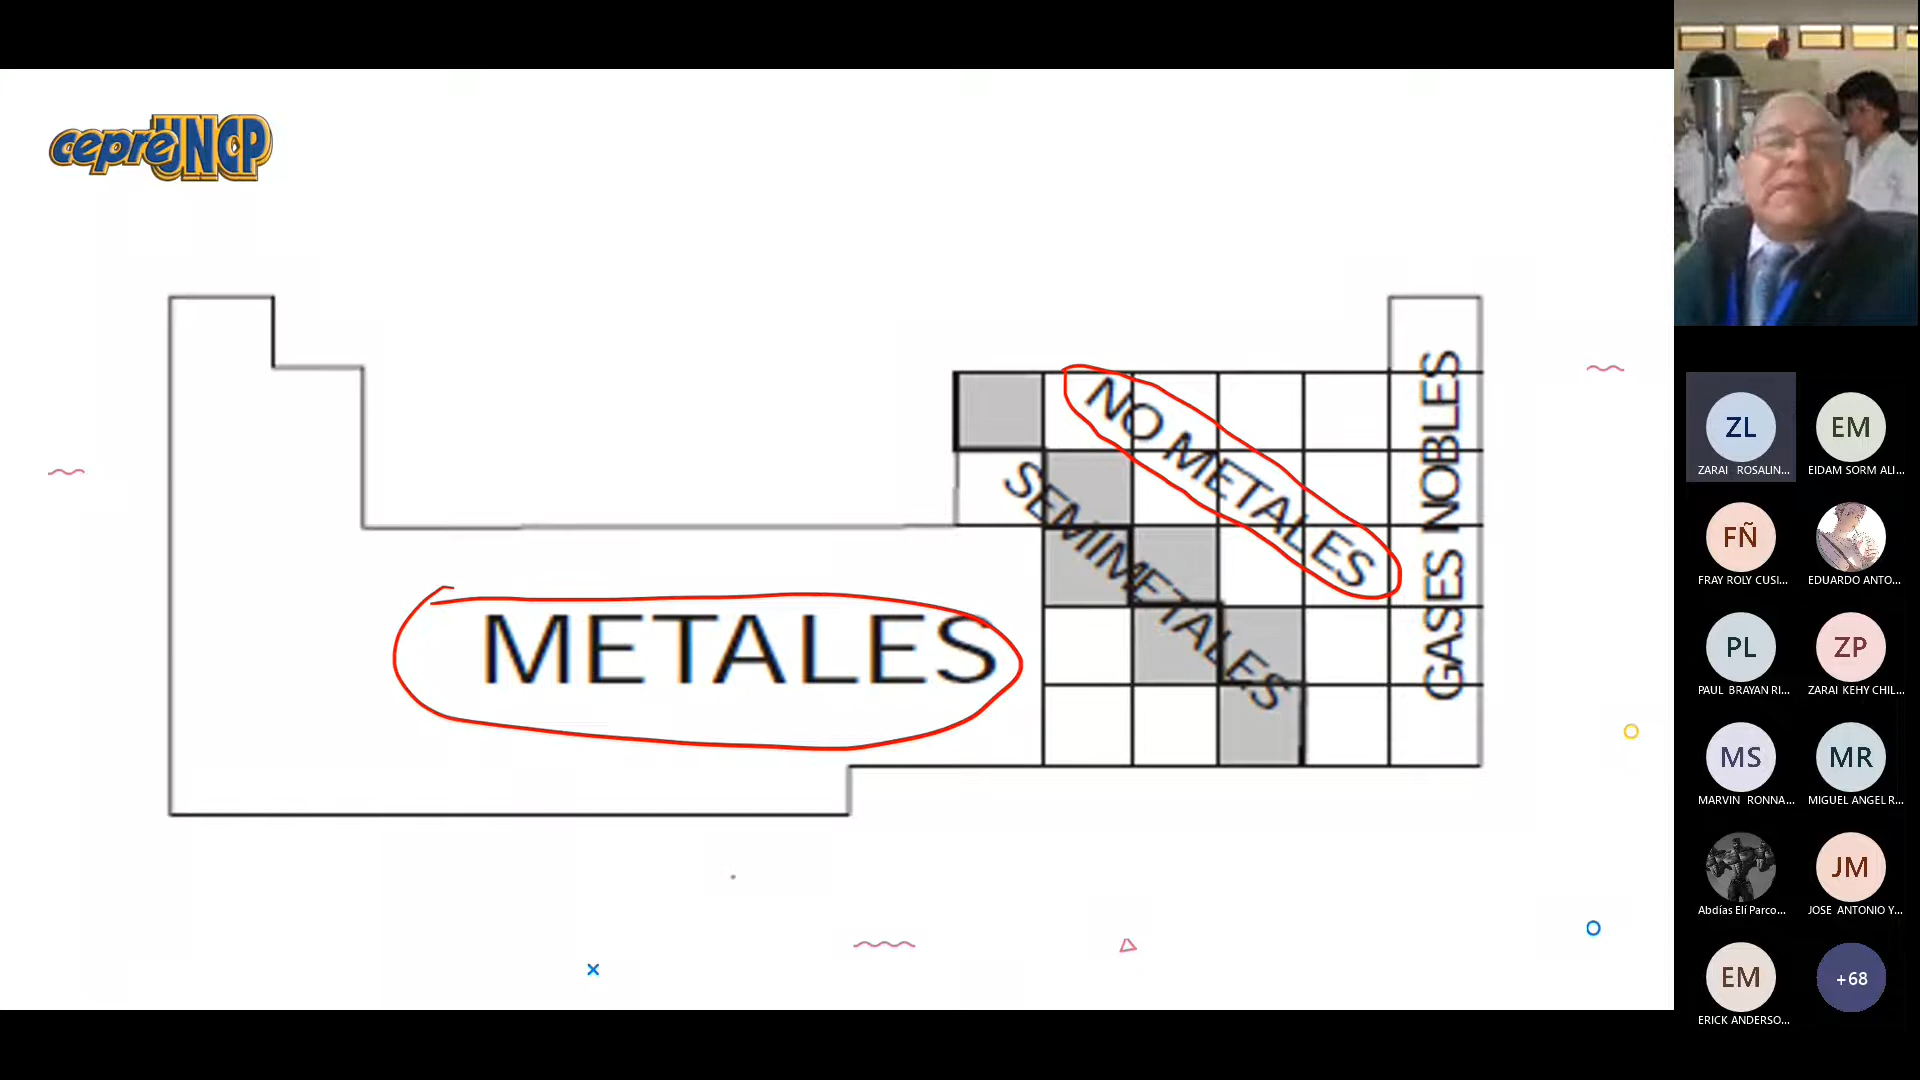 cepreUNCP
NO METALES
SEMIMETALES
GASES NOBLES
METALES
ZL
ZARAI ROSALIN...
EM
EIDAM SORM ALI...
FÑ
FRAY ROLY CUSI...
EDUARDO ANTO...
PL
PAUL BRAYAN RI...
ZP
ZARAI KEHY CHIL...
MS
MARVIN RONNA...
MR
MIGUEL ANGEL R...
Abdías Elí Parco...
JM
JOSE ANTONIO Y...
EM
ERICK ANDERSO...
+68